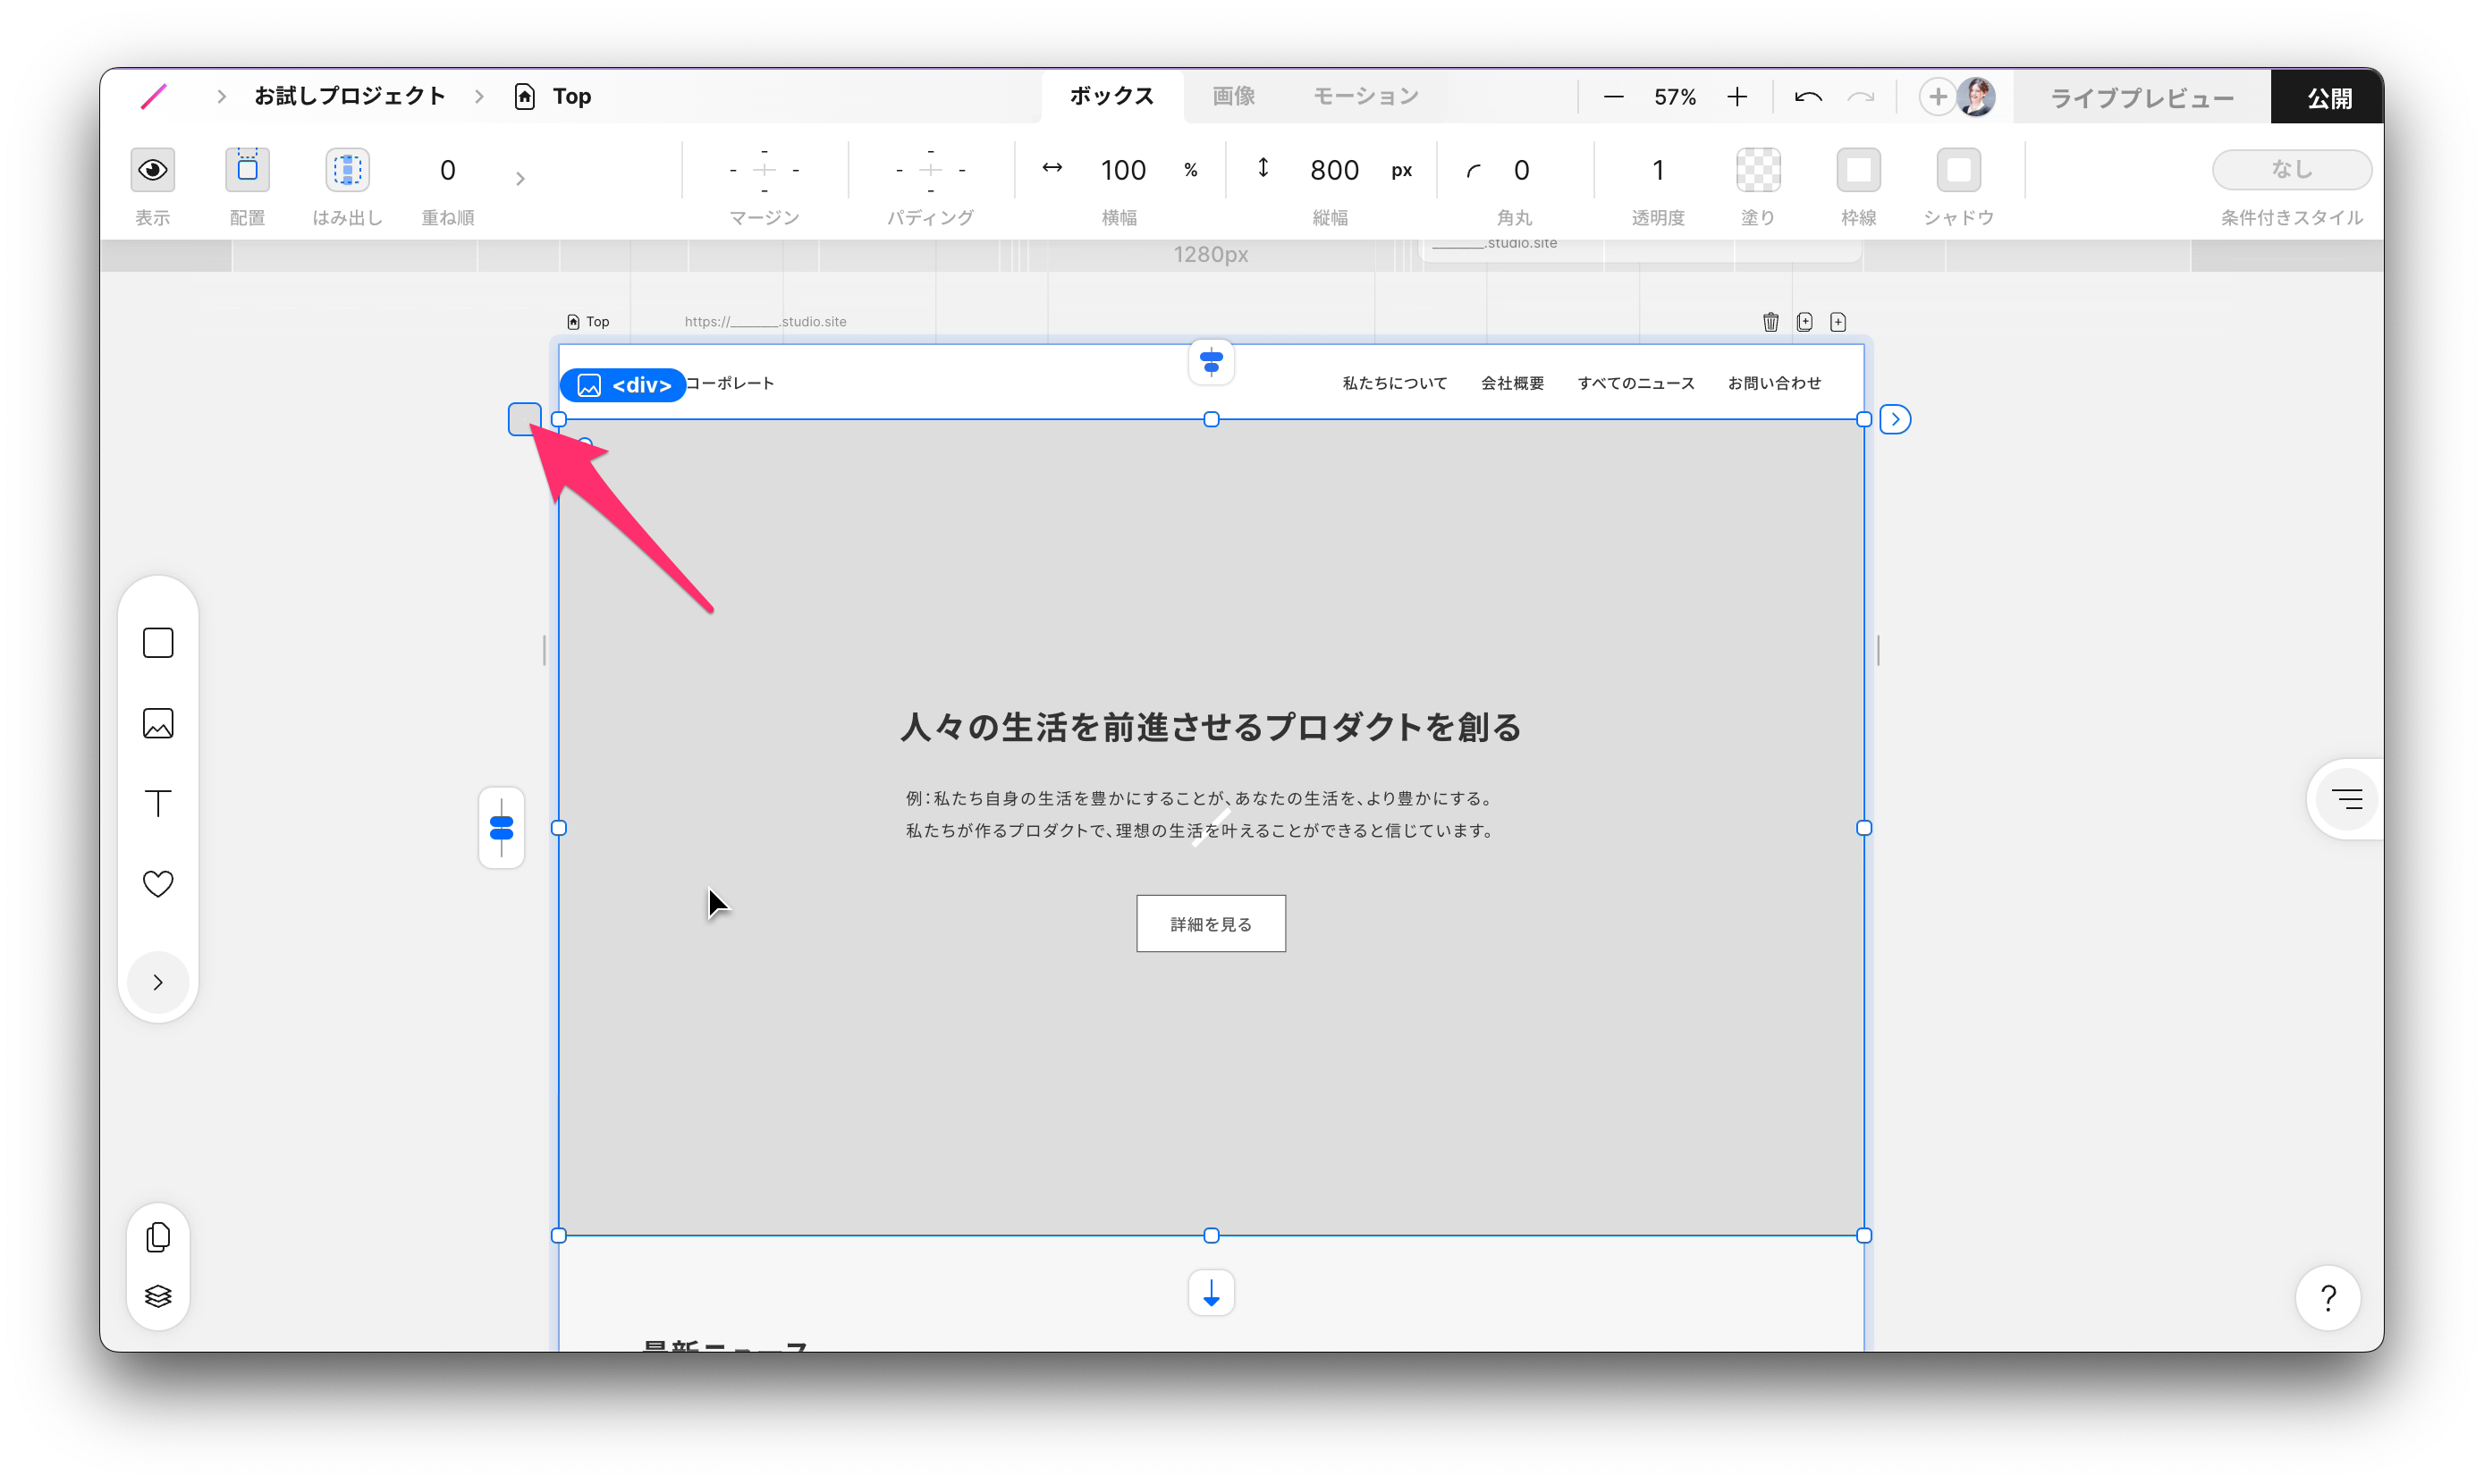 お試しプロジェクト
Top
ボックス
画像
モーション
57%
ライブプレビュー
公開
0
- - - -
- - - -
100 %
800 px
0
1
なし
表示
配置
はみ出し
重ね順
マージン
パディング
横幅
縦幅
角丸
透明度
塗り
枠線
シャドウ
条件付きスタイル
1280px
______.studio.site
Top
https://______.studio.site
<div>
コーポレート
私たちについて
会社概要
すべてのニュース
お問い合わせ
人々の生活を前進させるプロダクトを創る
例：私たち自身の生活を豊かにすることが、あなたの生活を、より豊かにする。
私たちが作るプロダクトで、理想の生活を叶えることができると信じています。
詳細を見る
最新ニュース
?